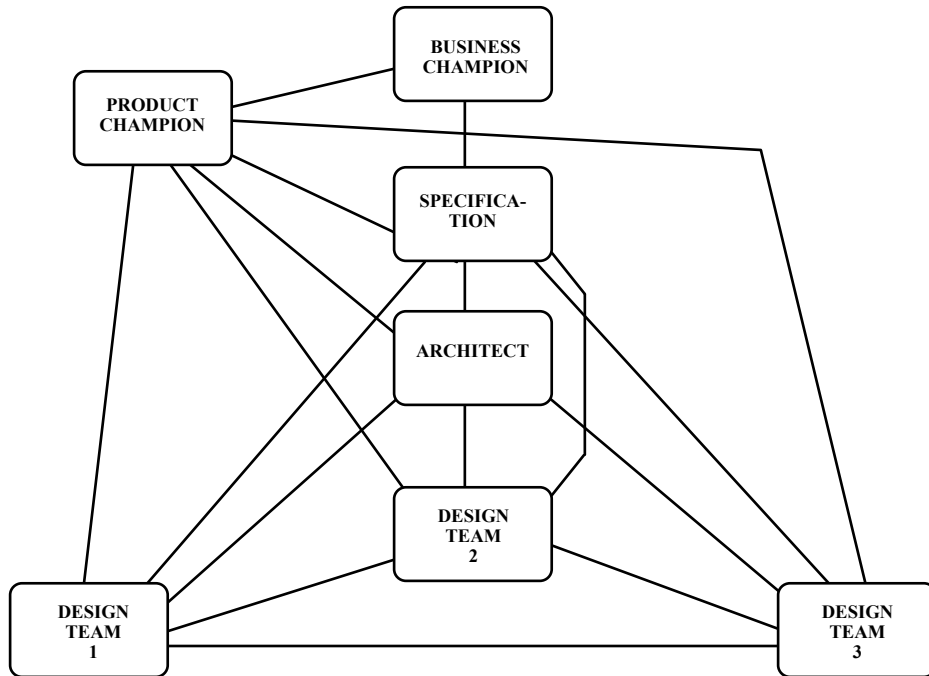 BUSINESS
CHAMPION
PRODUCT
CHAMPION
SPECIFICA-
TION
ARCHITECT
DESIGN
TEAM
2
DESIGN
TEAM
1
DESIGN
TEAM
3